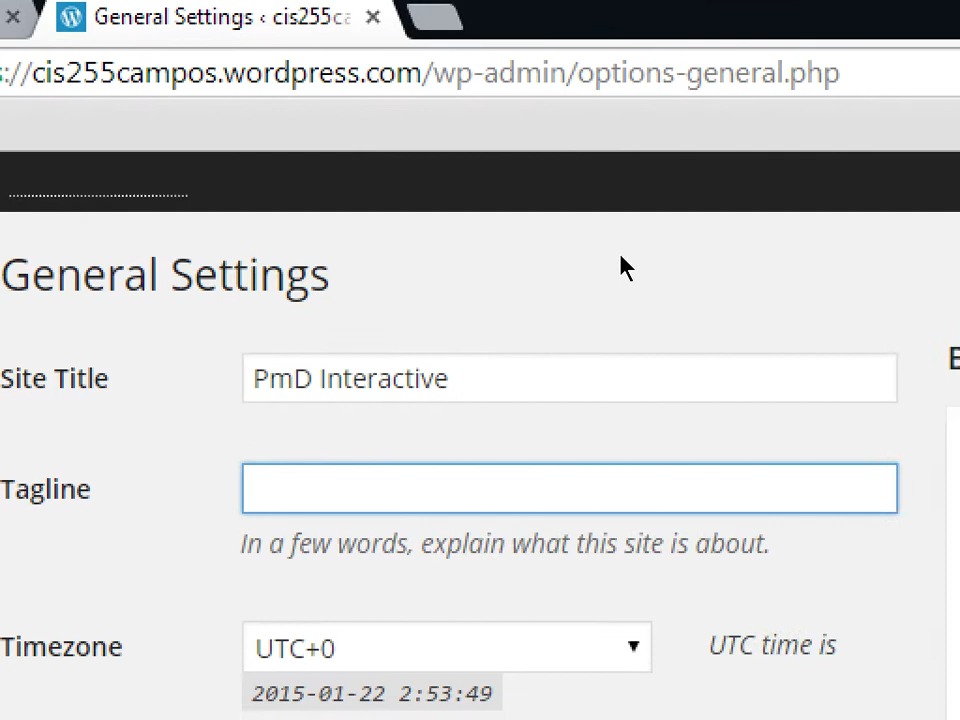 General Settings ‹ cis255ca
://cis255campos.wordpress.com/wp-admin/options-general.php
General Settings
Site Title
PmD Interactive
Tagline
In a few words, explain what this site is about.
Timezone
UTC+0
UTC time is
2015-01-22 2:53:49